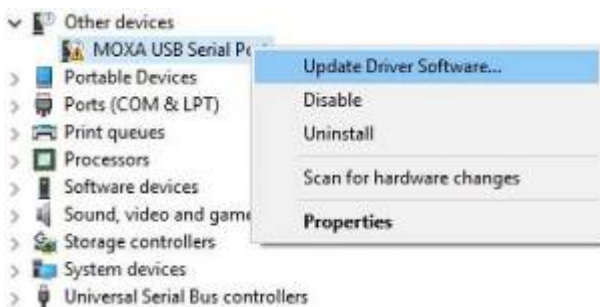 Other devices
MOXA USB Serial
Update Driver Software...
Portable Devices
Disable
Ports (COM & LPT)
Print queues
Uninstall
Processors
Software devices
Scan for hardware changes
Sound, video and game
Properties
Storage controllers
System devices
Universal Serial Bus controllers